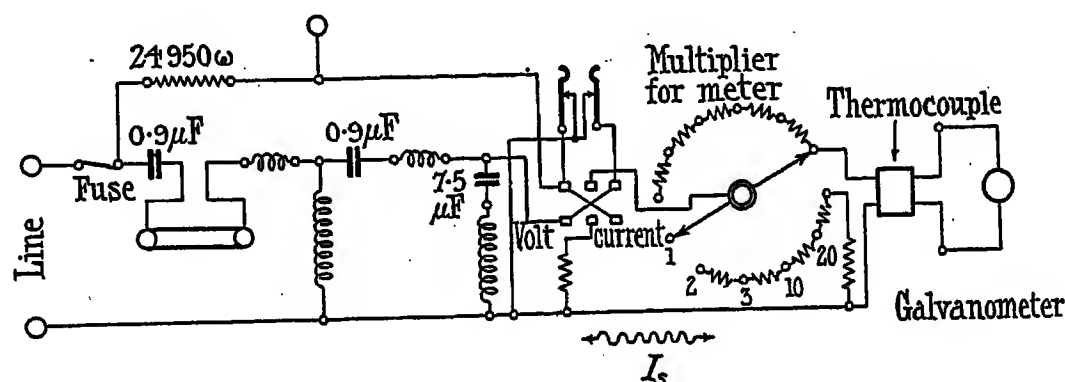 24950ω
Multiplier
for meter
Thermocouple
0·9μF
0·9μF
Fuse
7·5
μF
Volt
current
1
2
3
10
20
Line
Galvanometer
Is